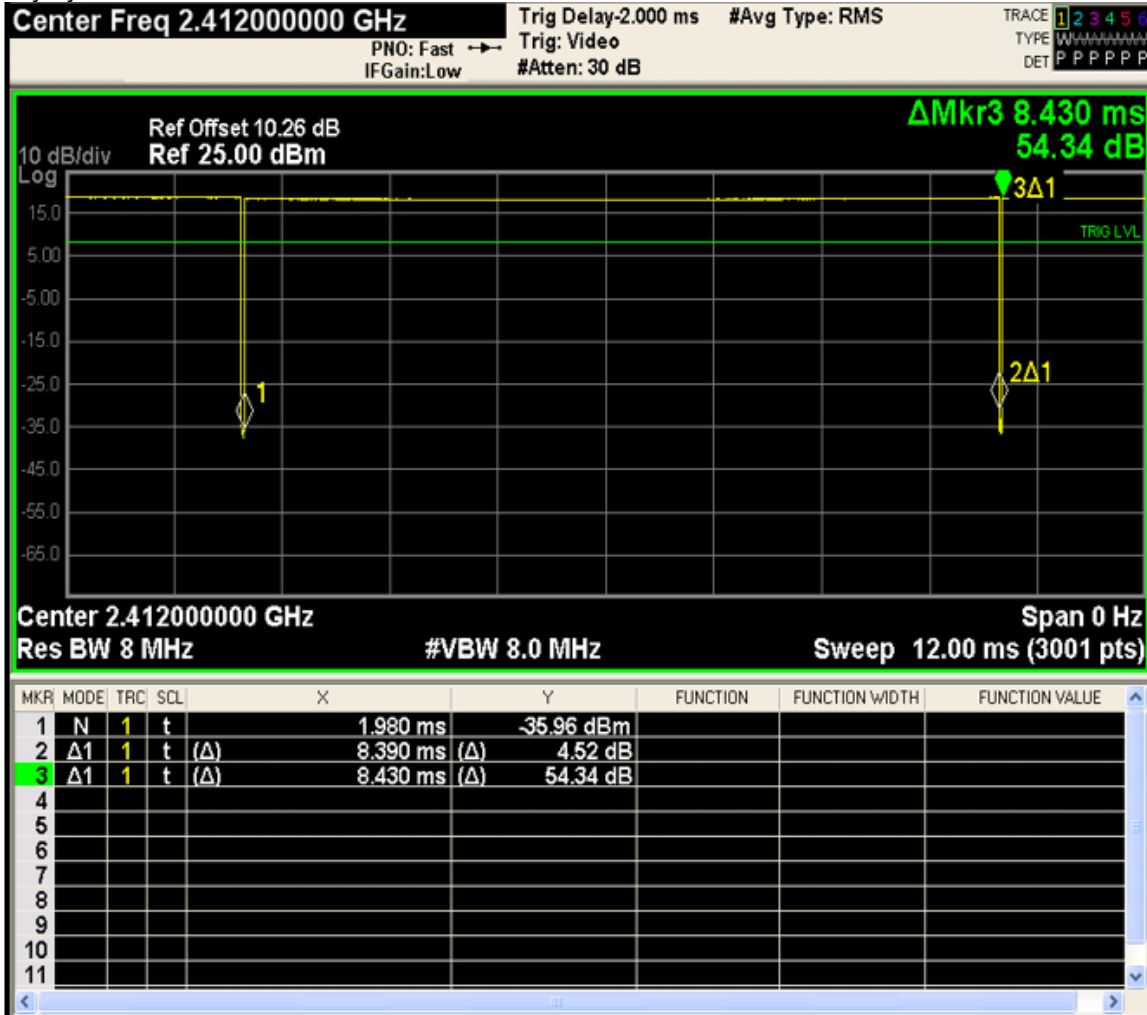 Center Freq 2.412000000 GHz
PNO: Fast
IFGain:Low
Trig Delay-2.000 ms
Trig: Video
#Atten: 30 dB
#Avg Type: RMS
TRACE 1 2 3 4 5 6
TYPE
DET P P P P P P
10 dB/div
Log
Ref Offset 10.26 dB
Ref 25.00 dBm
ΔMkr3 8.430 ms
54.34 dB
3Δ1
15.0
TRIG LVL
5.00
-5.00
-15.0
2Δ1
-25.0
1
-35.0
-45.0
-55.0
-65.0
Center 2.412000000 GHz
Span 0 Hz
Res BW 8 MHz
#VBW 8.0 MHz
Sweep 12.00 ms (3001 pts)
MKR MODE TRC SCL X Y FUNCTION FUNCTION WIDTH FUNCTION VALUE
1 N 1 t 1.980 ms -35.96 dBm
2 Δ1 1 t (Δ) 8.390 ms (Δ) 4.52 dB
3 Δ1 1 t (Δ) 8.430 ms (Δ) 54.34 dB
4
5
6
7
8
9
10
11